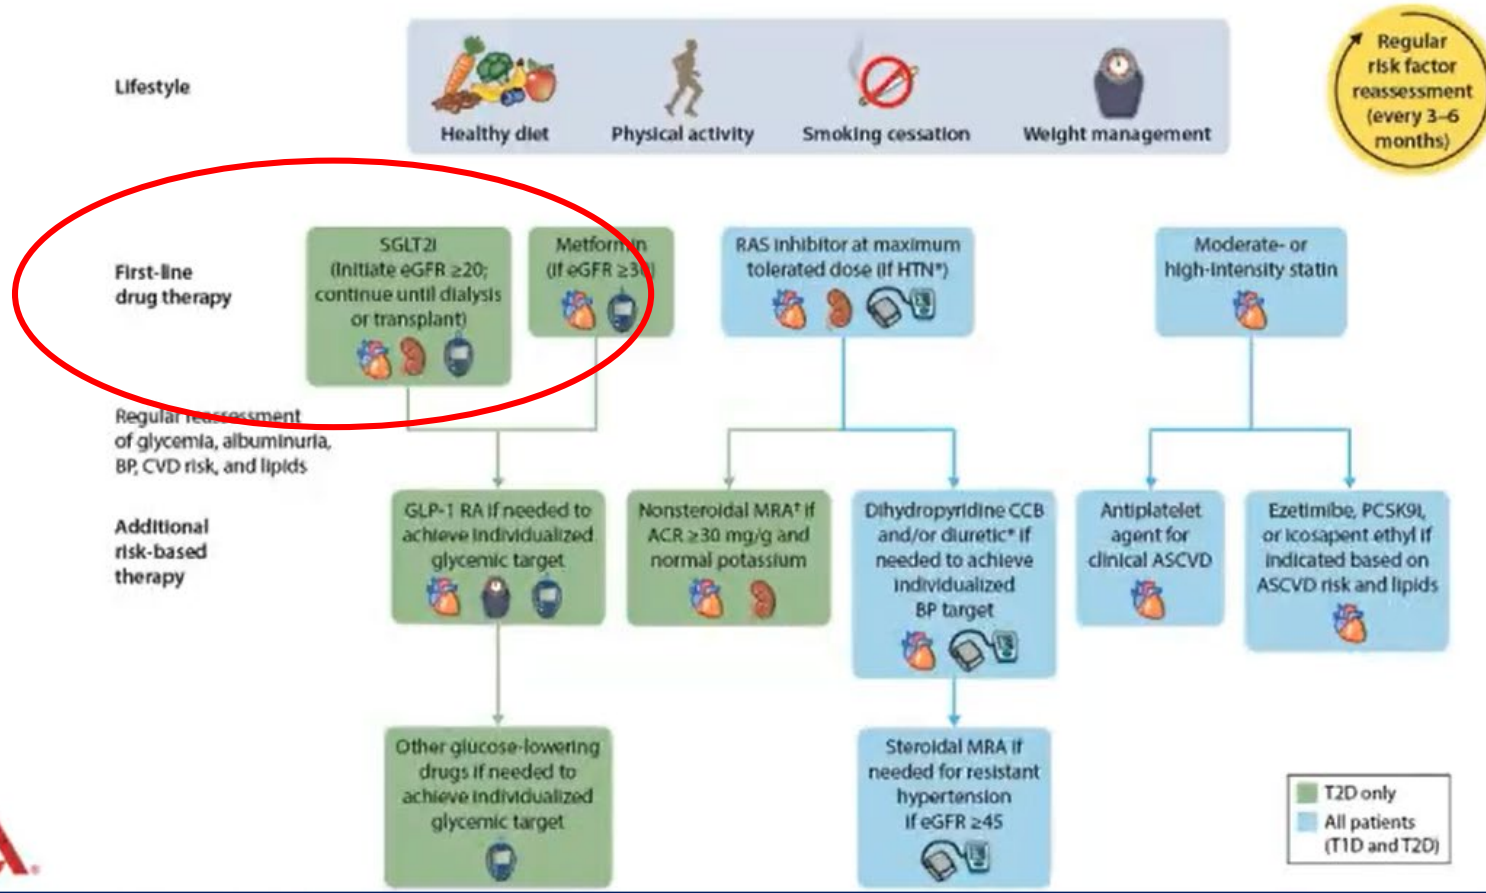 Lifestyle
Healthy diet
Physical activity
Smoking cessation
Weight management
Regular
risk factor
reassessment
(every 3–6
months)
First-line
drug therapy
SGLT2i
(Initiate eGFR ≥20;
continue until dialysis
or transplant)
Metformin
(if eGFR ≥30)
RAS inhibitor at maximum
tolerated dose (if HTN*)
Moderate- or
high-intensity statin
Regular reassessment
of glycemia, albuminuria,
BP, CVD risk, and lipids
Additional
risk-based
therapy
GLP-1 RA if needed to
achieve individualized
glycemic target
Nonsteroidal MRA† if
ACR ≥30 mg/g and
normal potassium
Dihydropyridine CCB
and/or diuretic* if
needed to achieve
individualized
BP target
Antiplatelet
agent for
clinical ASCVD
Ezetimibe, PCSK9i,
or icosapent ethyl if
indicated based on
ASCVD risk and lipids
Other glucose-lowering
drugs if needed to
achieve individualized
glycemic target
Steroidal MRA if
needed for resistant
hypertension
if eGFR ≥45
T2D only
All patients
(T1D and T2D)